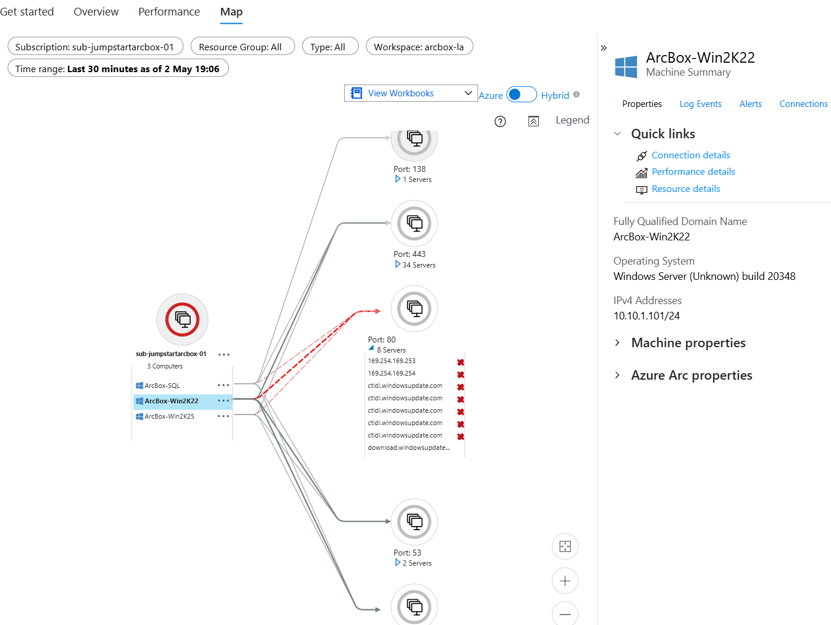 Get started Overview Performance Map
Subscription: sub-jumpstartarcbox-01 Resource Group: All Type: All Workspace: arcbox-la
Time range: Last 30 minutes as of 2 May 19:06
View Workbooks
Azure Hybrid
Legend
Port: 138
1 Servers
Port: 443
34 Servers
Port: 80
8 Servers
169.254.169.253
169.254.169.254
ctldl.windowsupdate.com
ctldl.windowsupdate.com
ctldl.windowsupdate.com
ctldl.windowsupdate.com
ctldl.windowsupdate.com
download.windowsupdate...
sub-jumpstartarcbox-01
3 Computers
ArcBox-SQL
ArcBox-Win2K22
ArcBox-Win2K25
Port: 53
2 Servers
ArcBox-Win2K22
Machine Summary
Properties Log Events Alerts Connections
Quick links
Connection details
Performance details
Resource details
Fully Qualified Domain Name
ArcBox-Win2K22
Operating System
Windows Server (Unknown) build 20348
IPv4 Addresses
10.10.1.101/24
Machine properties
Azure Arc properties